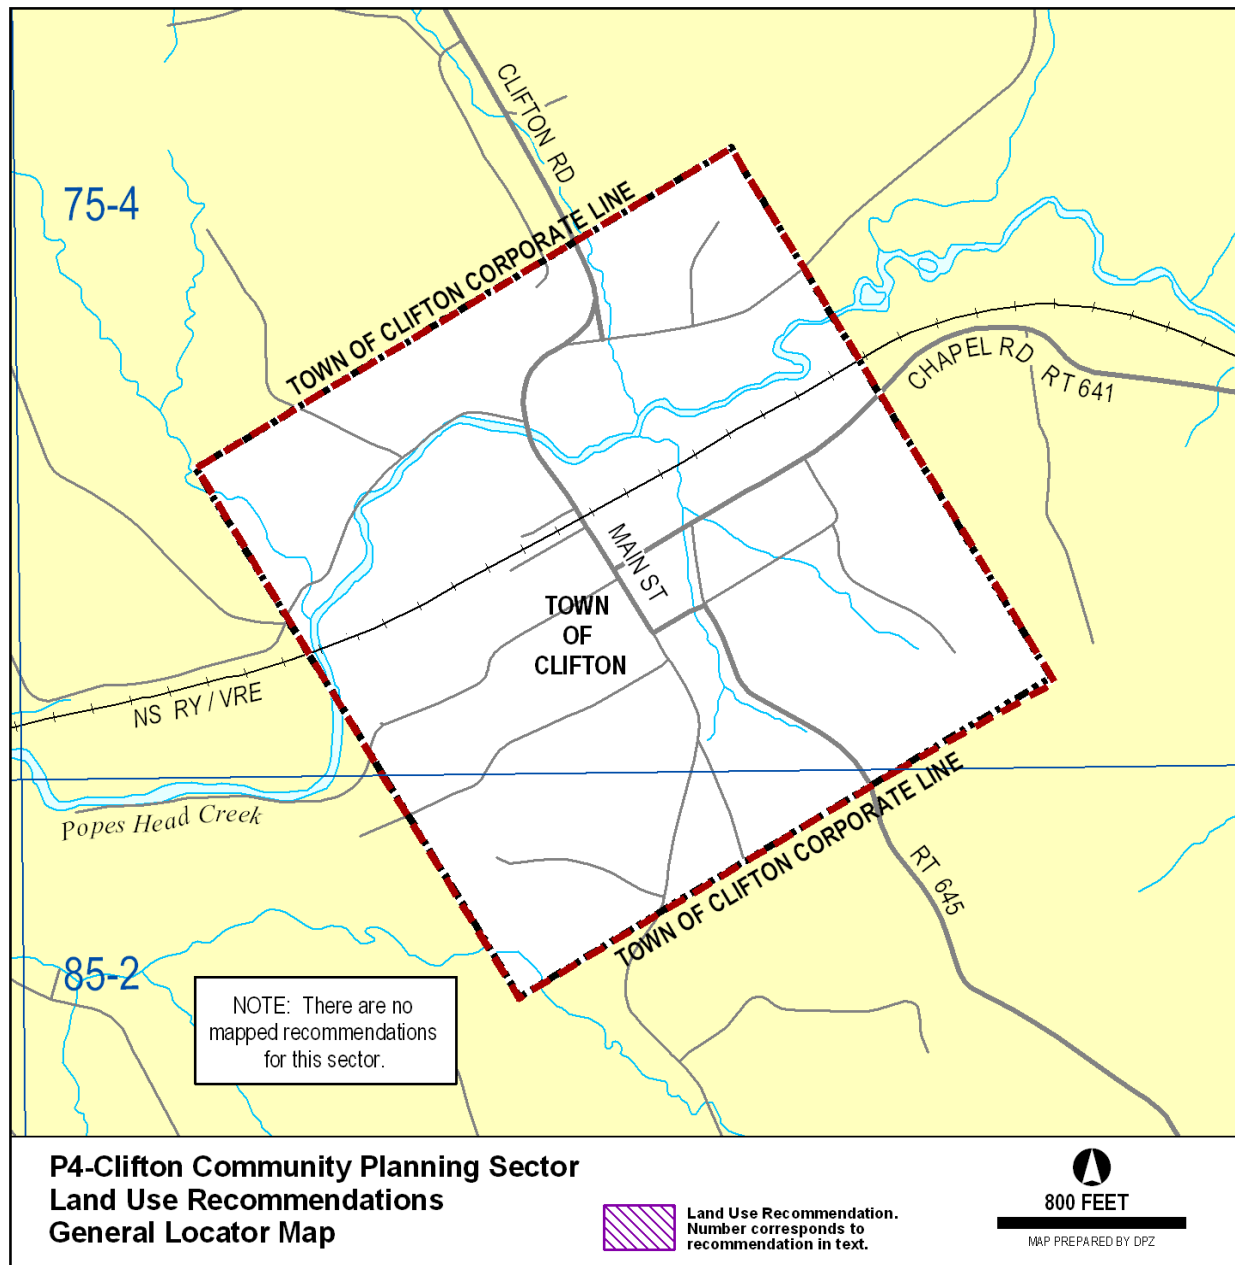 CLIFTON RD
75-4
TOWN OF CLIFTON CORPORATE LINE
CHAPEL RD
RT 641
MAIN ST
TOWN
OF
CLIFTON
NS RY / VRE
Popes Head Creek
TOWN OF CLIFTON CORPORATE LINE
RT 645
85-2
NOTE: There are no
mapped recommendations
for this sector.
P4-Clifton Community Planning Sector
Land Use Recommendations
General Locator Map
Land Use Recommendation.
Number corresponds to
recommendation in text.
800 FEET
MAP PREPARED BY DPZ